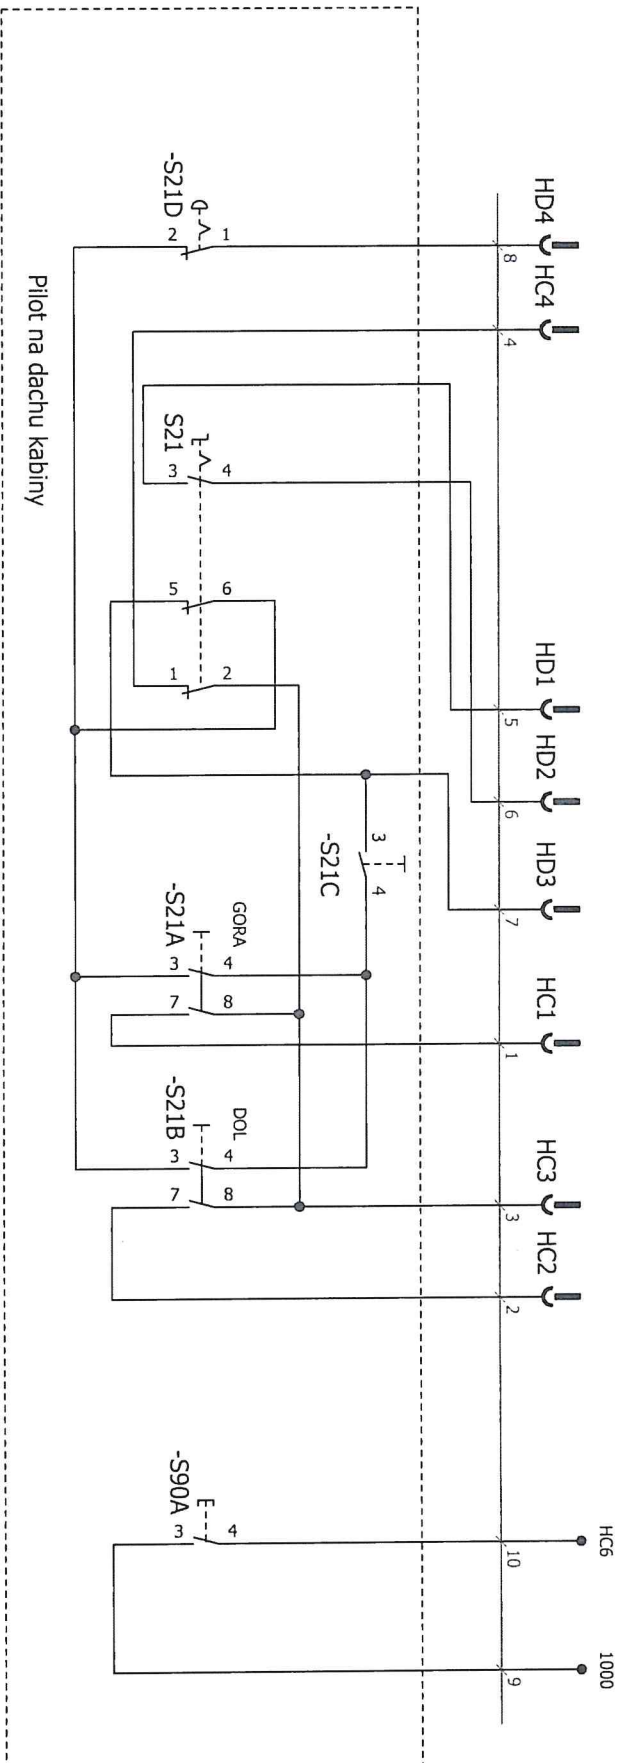 HD4
HC4
HD1
HD2
HD3
HC1
HC3
HC2
HC6
1000
8
4
5
6
7
1
3
2
10
9
-S21D
1
2
S21
3
4
5
6
1
2
-S21C
3
4
-S21A
GORA
3
4
7
8
-S21B
DOL
3
4
7
8
-S90A
3
4
Pilot na dachu kabiny